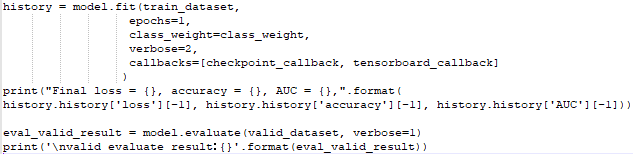 history = model.fit(train_dataset,
epochs=1,
class_weight=class_weight,
verbose=2,
callbacks=[checkpoint_callback, tensorboard_callback]
)
print("Final loss = {}, accuracy = {}, AUC = {},".format(
history.history['loss'][-1], history.history['accuracy'][-1], history.history['AUC'][-1]))
eval_valid_result = model.evaluate(valid_dataset, verbose=1)
print('\nvalid evaluate result:{}'.format(eval_valid_result))